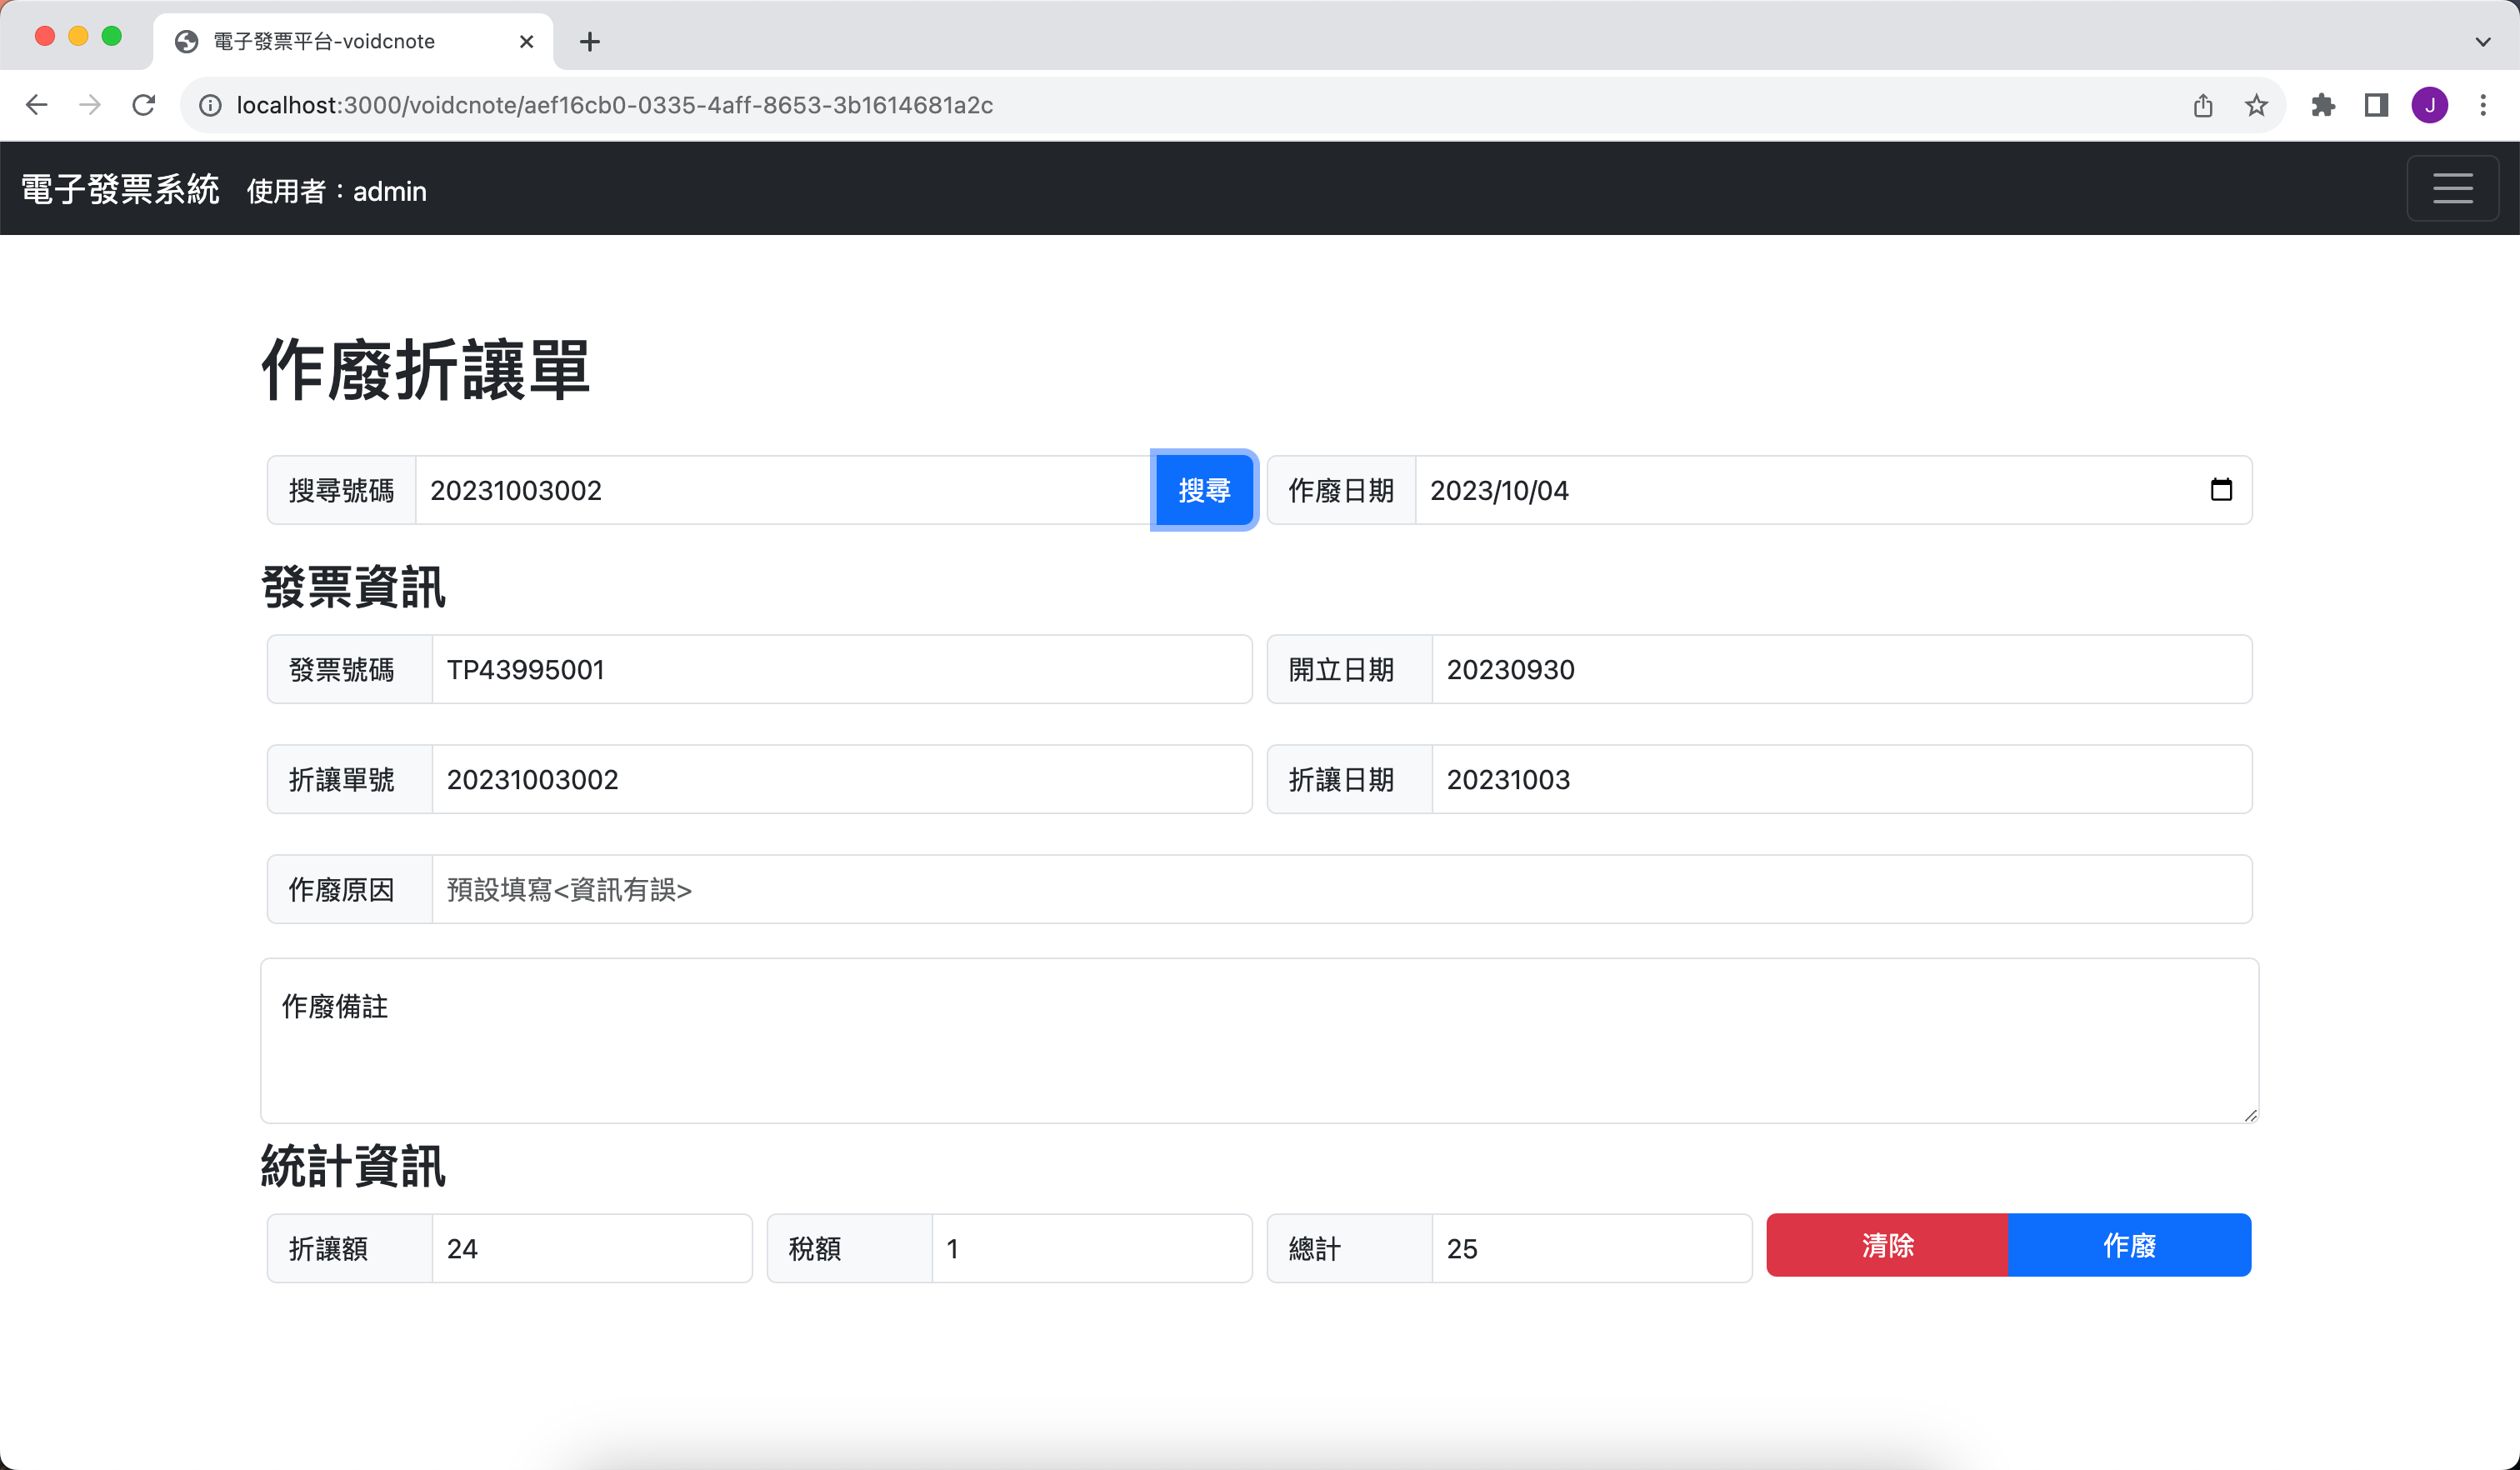 電子發票平台-voidcnote
localhost:3000/voidcnote/aef16cb0-0335-4aff-8653-3b1614681a2c
J
電子發票系統 使用者：admin
作廢折讓單
搜尋號碼 20231003002 搜尋 作廢日期 2023/10/04
發票資訊
發票號碼 TP43995001 開立日期 20230930
折讓單號 20231003002 折讓日期 20231003
作廢原因 預設填寫<資訊有誤>
作廢備註
統計資訊
折讓額 24 稅額 1 總計 25 清除 作廢